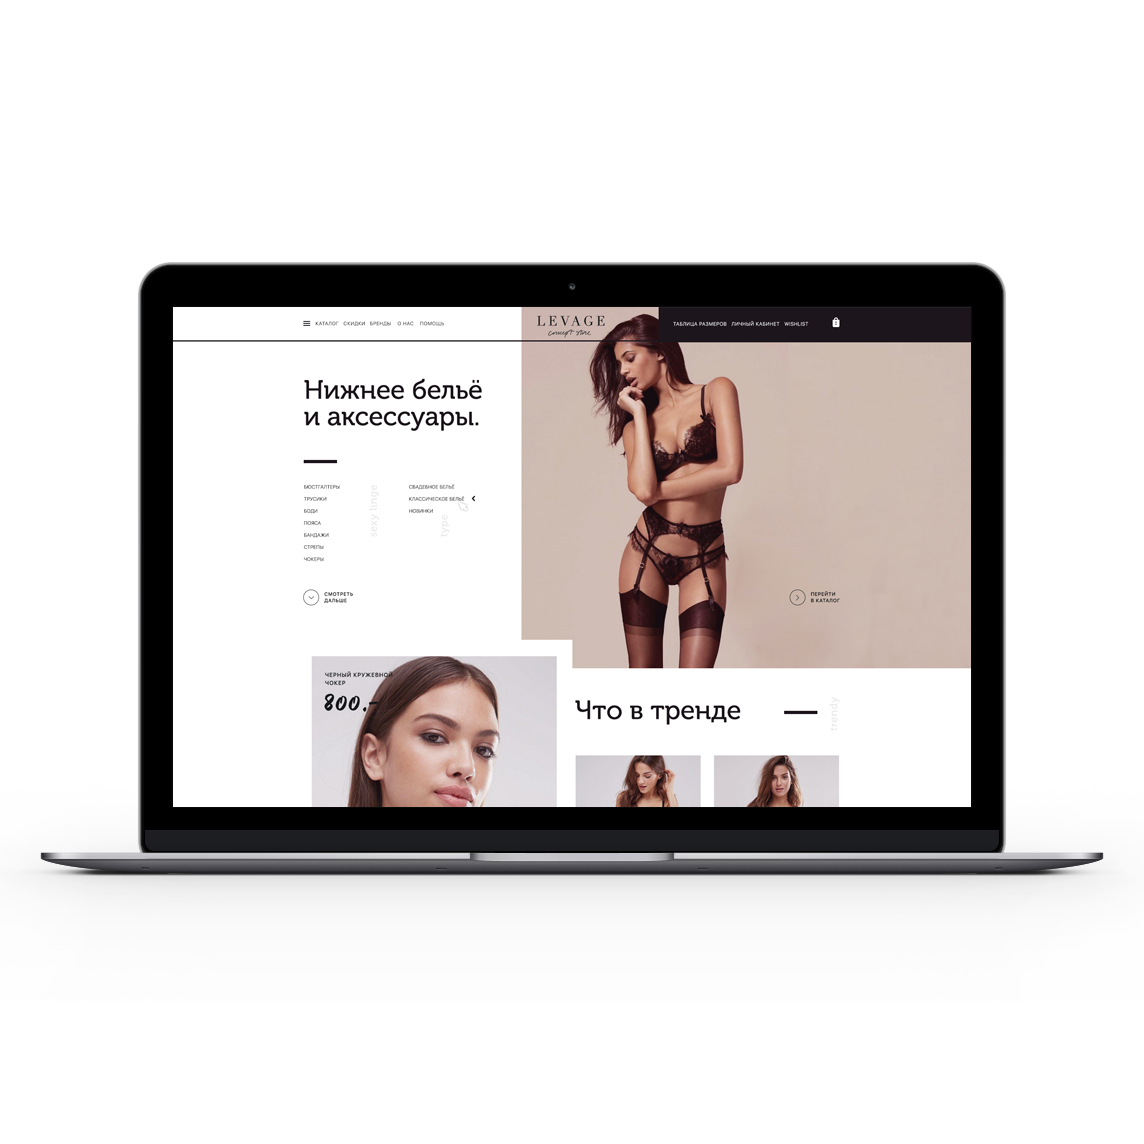 КАТАЛОГ СКИДКИ БРЕНДЫ О НАС ПОМОЩЬ
LEVAGE
ТАБЛИЦА РАЗМЕРОВ ЛИЧНЫЙ КАБИНЕТ WISHLIST
Нижнее бельё
и аксессуары.
БЮСТГАЛТЕРЫ
ТРУСИКИ
БОДИ
ПОЯСА
БАНДАЖИ
СТРЕПЫ
ЧОКЕРЫ
sexy linge
СВАДЕБНОЕ БЕЛЬЁ
КЛАССИЧЕСКОЕ БЕЛЬЁ
НОВИНКИ
type
СМОТРЕТЬ
ДАЛЬШЕ
ПЕРЕЙТИ
В КАТАЛОГ
ЧЕРНЫЙ КРУЖЕВНОЙ
ЧОКЕР
800.-
Что в тренде
trendy